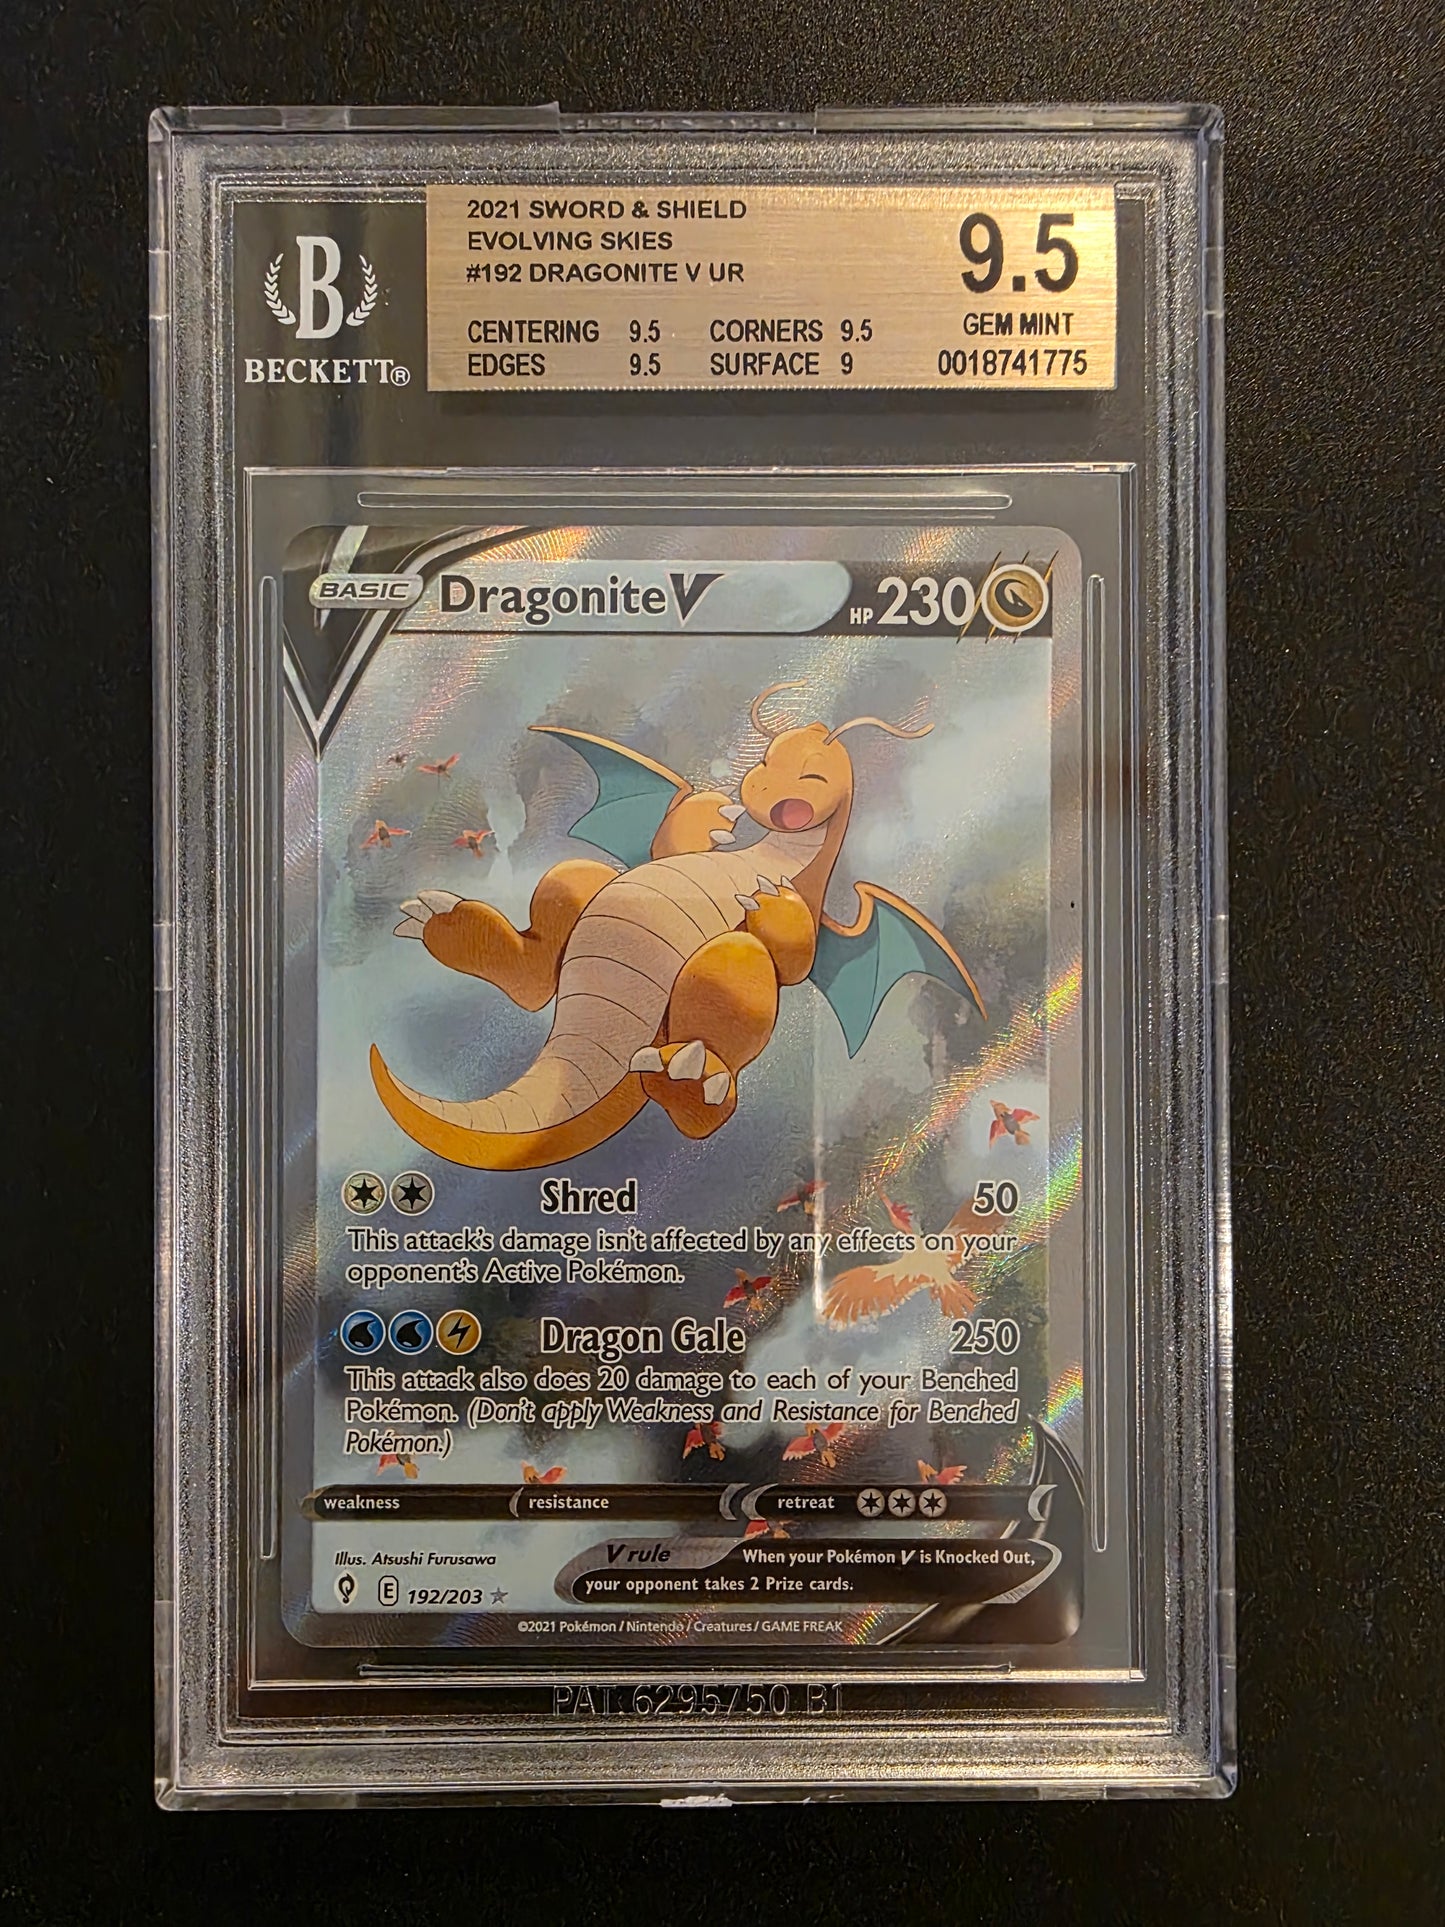 2021 SWORD & SHIELD
EVOLVING SKIES
#192 DRAGONITE V UR
9.5
GEM MINT
CENTERING 9.5 CORNERS 9.5
EDGES 9.5 SURFACE 9
0018741775
B
BECKETT®
BASIC Dragonite V HP 230
Shred 50
This attack's damage isn't affected by any effects on your
opponent's Active Pokémon.
Dragon Gale 250
This attack also does 20 damage to each of your Benched
Pokémon. (Don't apply Weakness and Resistance for Benched
Pokémon.)
weakness resistance retreat
Illus. Atsushi Furusawa
V rule When your Pokémon V is Knocked Out,
your opponent takes 2 Prize cards.
E 192/203
©2021 Pokémon / Nintendo / Creatures / GAME FREAK
PAT. 6295750 B1